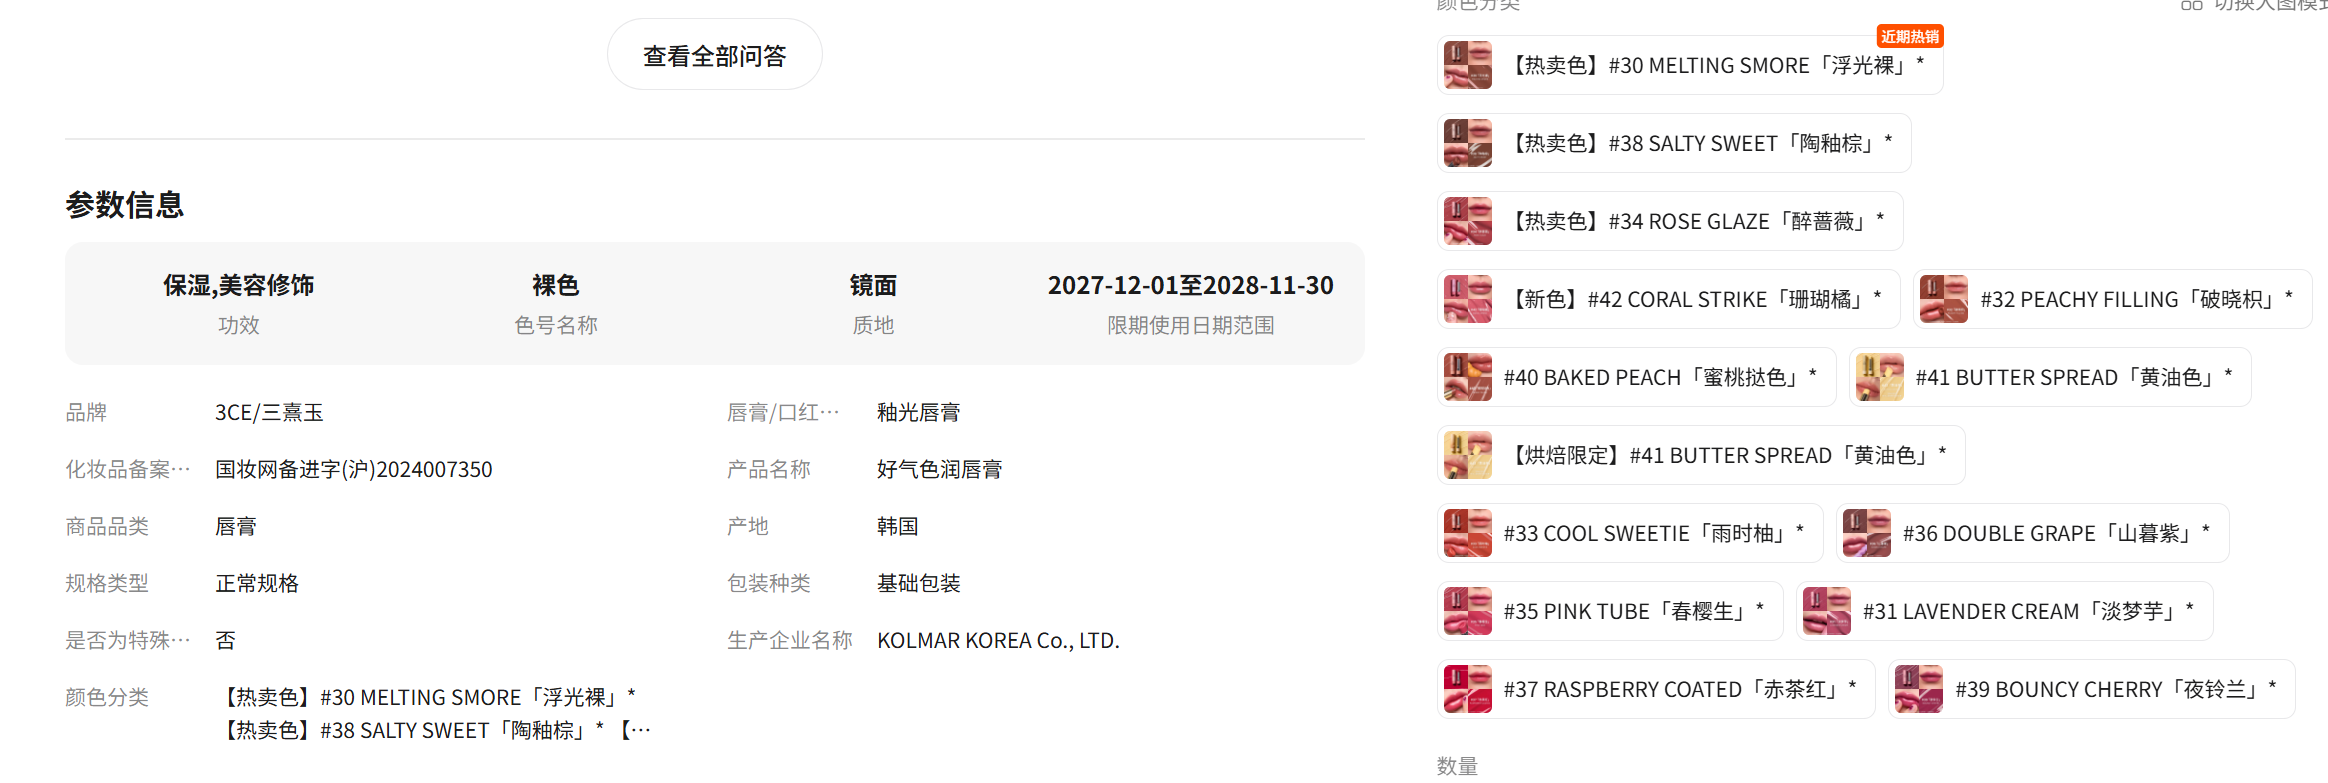 查看全部问答
参数信息
保湿,美容修饰
功效
裸色
色号名称
镜面
质地
2027-12-01至2028-11-30
限期使用日期范围
品牌 3CE/三熹玉
唇膏/口红… 釉光唇膏
化妆品备案… 国妆网备进字(沪)2024007350
产品名称 好气色润唇膏
商品品类 唇膏
产地 韩国
规格类型 正常规格
包装种类 基础包装
是否为特殊… 否
生产企业名称 KOLMAR KOREA Co., LTD.
颜色分类 【热卖色】#30 MELTING SMORE「浮光裸」*
【热卖色】#38 SALTY SWEET「陶釉棕」* 【…
颜色分类
切换大图模式
近期热销
【热卖色】#30 MELTING SMORE「浮光裸」*
【热卖色】#38 SALTY SWEET「陶釉棕」*
【热卖色】#34 ROSE GLAZE「醉蔷薇」*
【新色】#42 CORAL STRIKE「珊瑚橘」*
#32 PEACHY FILLING「破晓枳」*
#40 BAKED PEACH「蜜桃挞色」*
#41 BUTTER SPREAD「黄油色」*
【烘焙限定】#41 BUTTER SPREAD「黄油色」*
#33 COOL SWEETIE「雨时柚」*
#36 DOUBLE GRAPE「山暮紫」*
#35 PINK TUBE「春樱生」*
#31 LAVENDER CREAM「淡梦芋」*
#37 RASPBERRY COATED「赤茶红」*
#39 BOUNCY CHERRY「夜铃兰」*
数量